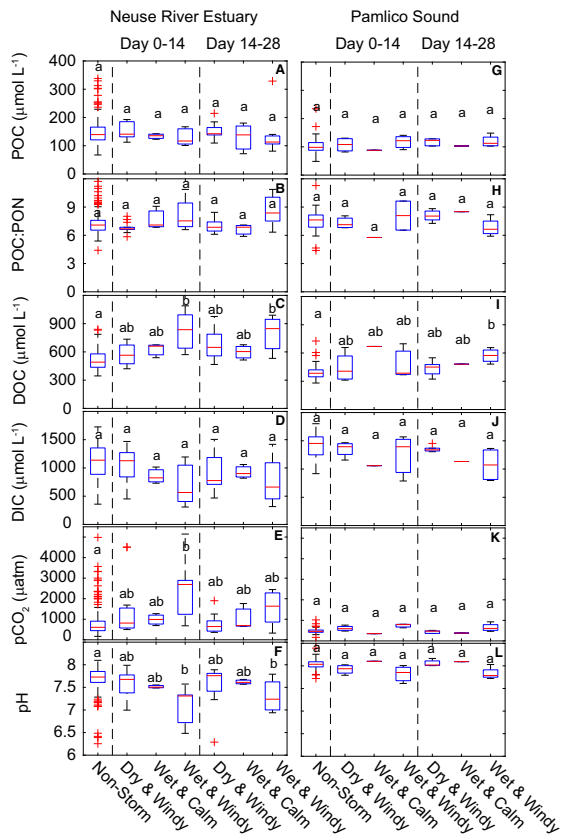 Neuse River Estuary
Pamlico Sound
Day 0-14
Day 14-28
Day 0-14
Day 14-28
POC (μmol L⁻¹)
400
300
200
100
0
A
a a a a a a a
G
a a a a a a a
POC:PON
9
6
3
B
a a a a a a a
H
a a a a a a a
DOC (μmol L⁻¹)
900
600
300
0
C
a ab ab b ab ab b
I
a ab ab ab ab ab b
DIC (μmol L⁻¹)
1500
1000
500
0
D
a a a a a a a
J
a a a a a a a
pCO₂ (μatm)
4000
3000
2000
1000
0
E
a ab ab b ab ab ab
K
a a a a a a a
pH
8
7.5
7
6.5
6
F
a ab ab b ab ab b
L
a a a a a a a
Non-Storm
Dry & Windy
Wet & Calm
Wet & Windy
Dry & Windy
Wet & Calm
Wet & Windy
Non-Storm
Dry & Windy
Wet & Calm
Wet & Windy
Dry & Windy
Wet & Calm
Wet & Windy